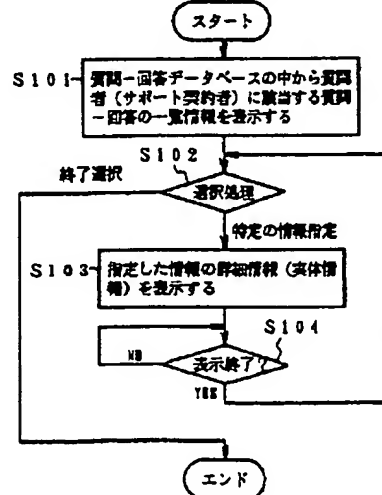 スタート
S101
質問－回答データベースの中から質問
者（サポート契約者）に該当する質問
－回答の一覧情報を表示する
S102
終了選択
選択処理
特定の情報指定
S103
指定した情報の詳細情報（実体情
報）を表示する
S104
NO
表示終了？
YES
エンド